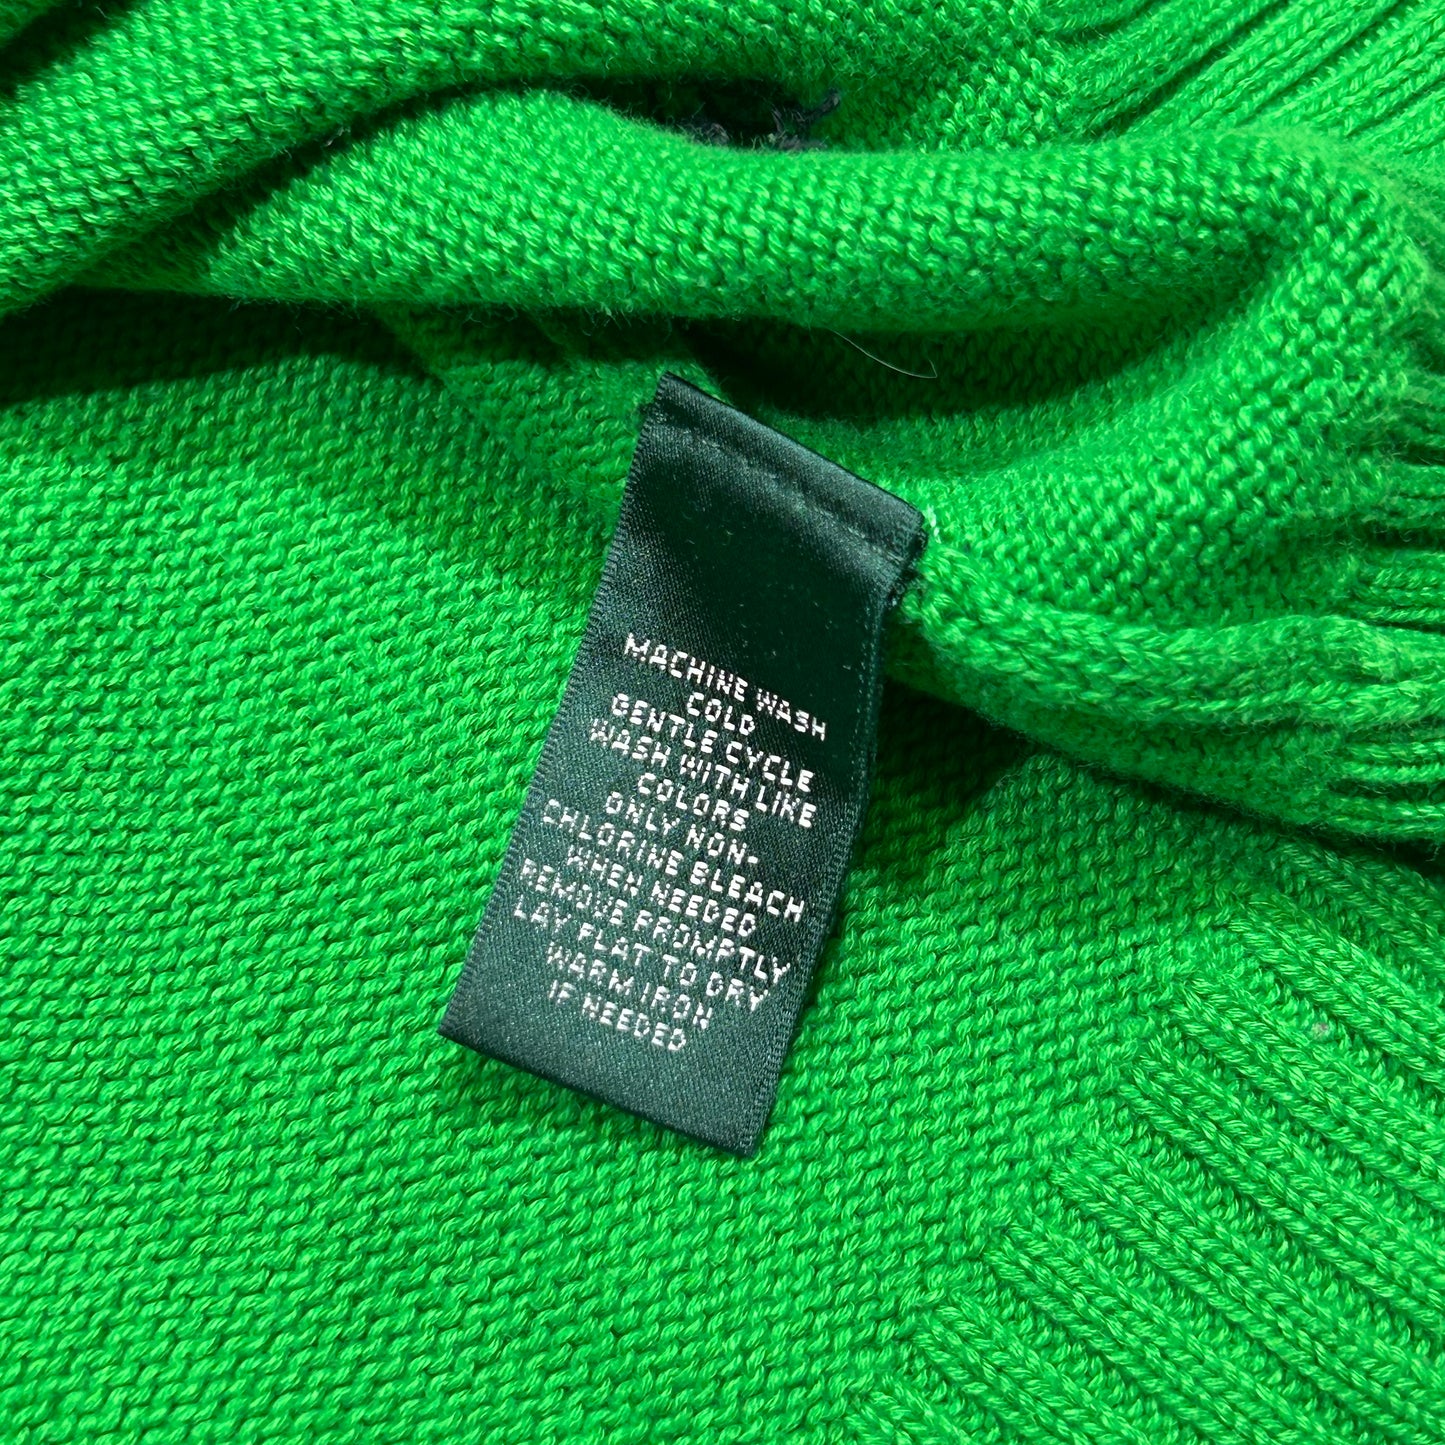 MACHINE WASH
COLD
GENTLE CYCLE
WASH WITH LIKE
COLORS
ONLY NON-
CHLORINE BLEACH
WHEN NEEDED
REMOVE PROMPTLY
LAY FLAT TO DRY
WARM IRON
IF NEEDED